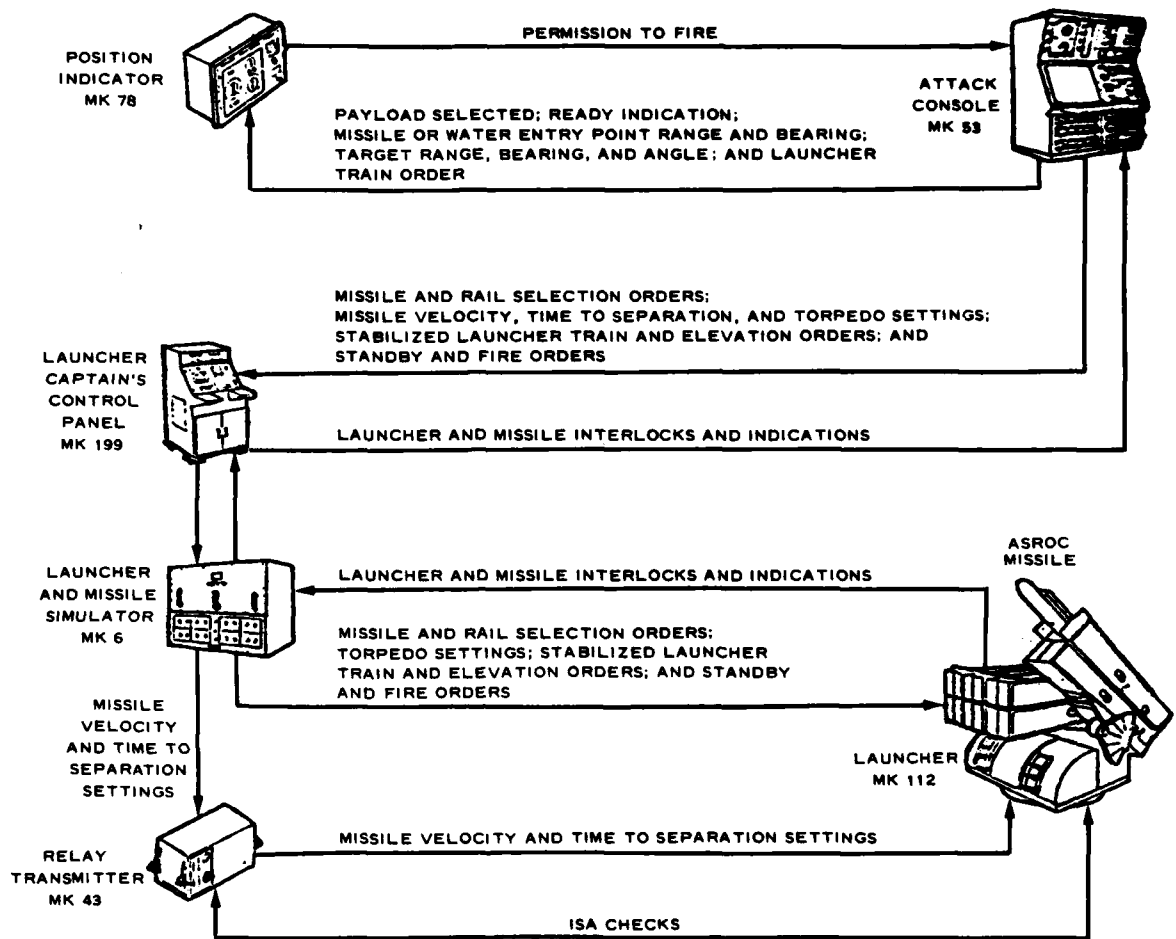 PERMISSION TO FIRE
POSITION
INDICATOR
MK 78
ATTACK
CONSOLE
MK 53
PAYLOAD SELECTED; READY INDICATION;
MISSILE OR WATER ENTRY POINT RANGE AND BEARING;
TARGET RANGE, BEARING, AND ANGLE; AND LAUNCHER
TRAIN ORDER
MISSILE AND RAIL SELECTION ORDERS;
MISSILE VELOCITY, TIME TO SEPARATION, AND TORPEDO SETTINGS;
STABILIZED LAUNCHER TRAIN AND ELEVATION ORDERS; AND
STANDBY AND FIRE ORDERS
LAUNCHER
CAPTAIN'S
CONTROL
PANEL
MK 199
LAUNCHER AND MISSILE INTERLOCKS AND INDICATIONS
ASROC
MISSILE
LAUNCHER
AND MISSILE
SIMULATOR
MK 6
LAUNCHER AND MISSILE INTERLOCKS AND INDICATIONS
MISSILE AND RAIL SELECTION ORDERS;
TORPEDO SETTINGS; STABILIZED LAUNCHER
TRAIN AND ELEVATION ORDERS; AND STANDBY
AND FIRE ORDERS
MISSILE
VELOCITY
AND TIME TO
SEPARATION
SETTINGS
LAUNCHER
MK 112
MISSILE VELOCITY AND TIME TO SEPARATION SETTINGS
RELAY
TRANSMITTER
MK 43
ISA CHECKS